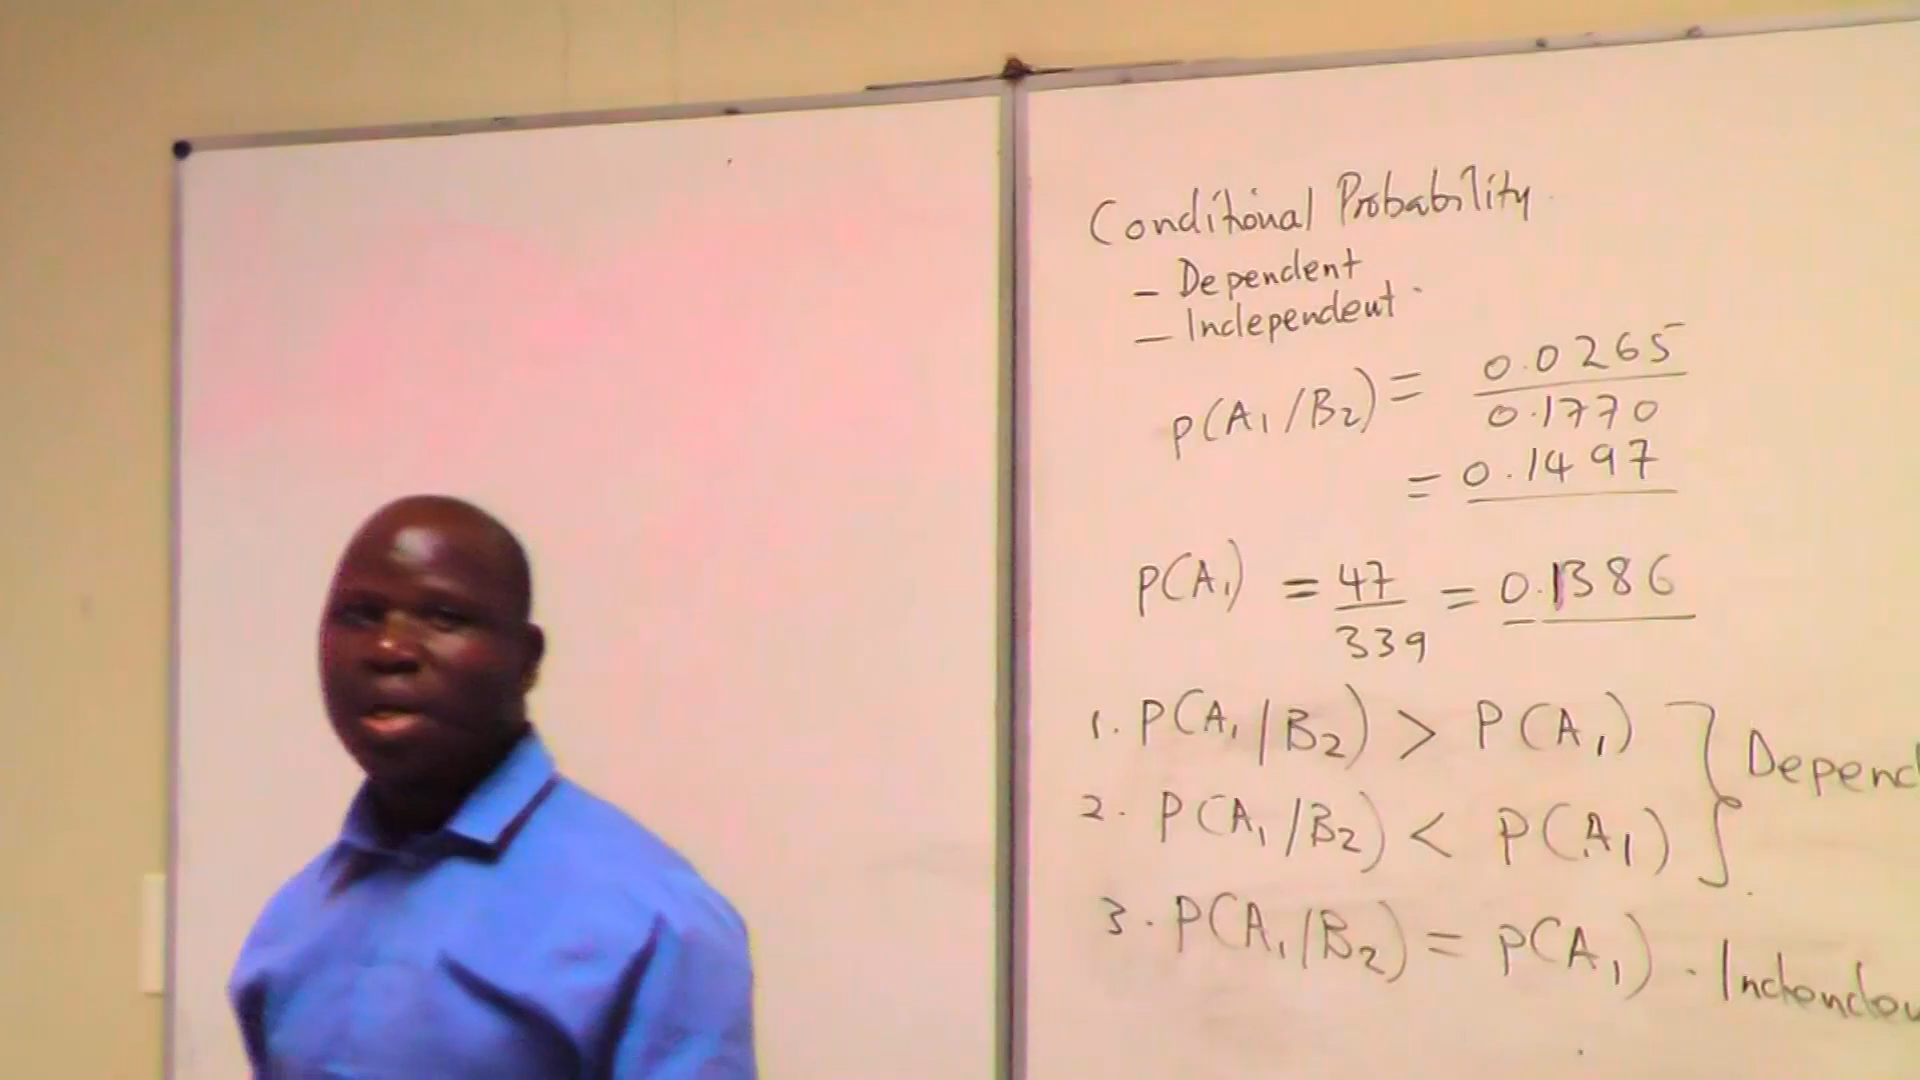 Conditional Probability
- Dependent
- Independent
P(A1/B2) = 0.0265
0.1770
= 0.1497
P(A1) = 47 = 0.1386
339
1. P(A1/B2) > P(A1) } Depend
2. P(A1/B2) < P(A1)
3. P(A1/B2) = P(A1).